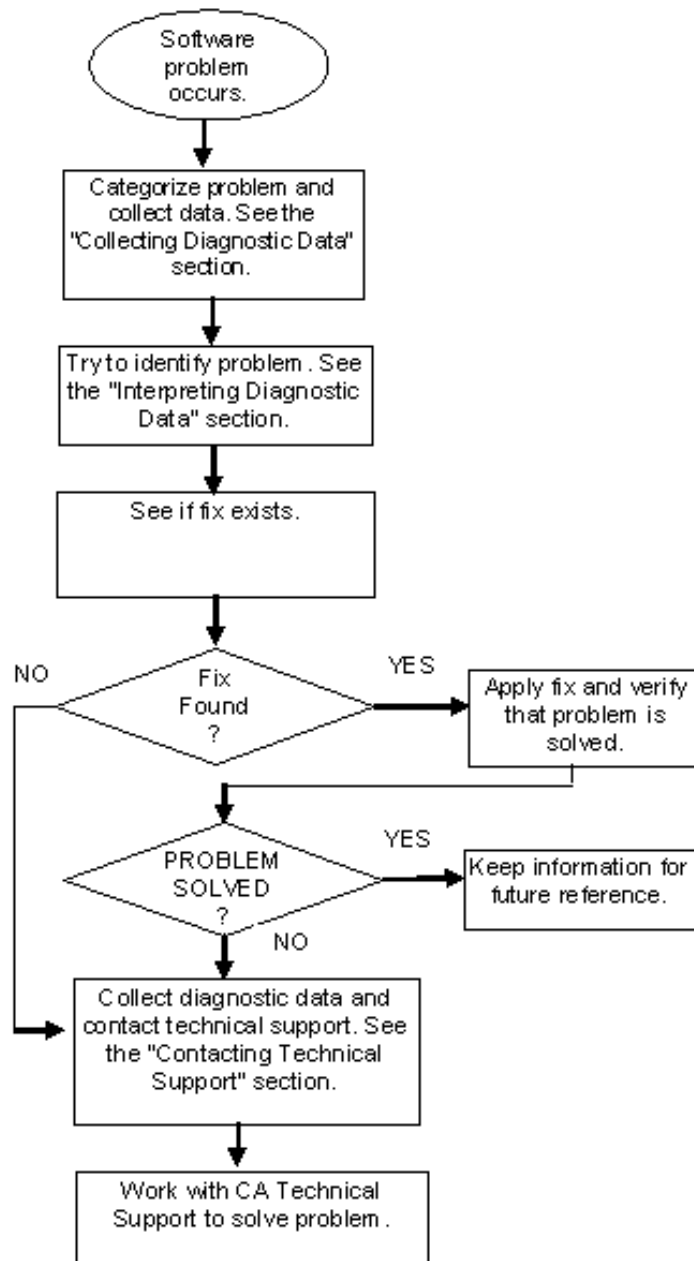 Software
problem
occurs.
Categorize problem and
collect data. See the
"Collecting Diagnostic Data"
section.
Try to identify problem. See
the "Interpreting Diagnostic
Data" section.
See if fix exists.
NO
Fix
Found
?
YES
Apply fix and verify
that problem is
solved.
PROBLEM
SOLVED
?
YES
Keep information for
future reference.
NO
Collect diagnostic data and
contact technical support. See
the "Contacting Technical
Support" section.
Work with CA Technical
Support to solve problem.